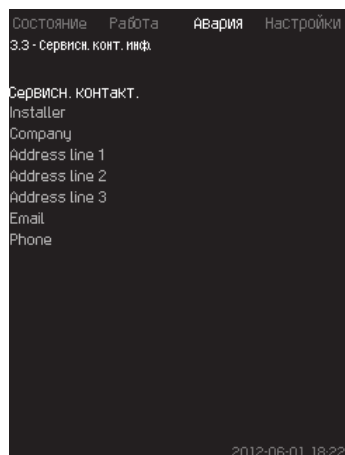 Состояние Работа Авария Настройки
3.3 - Сервисн. конт. инф.
Сервисн. контакт.
Installer
Company
Address line 1
Address line 2
Address line 3
Email
Phone
2012-06-01 18:22